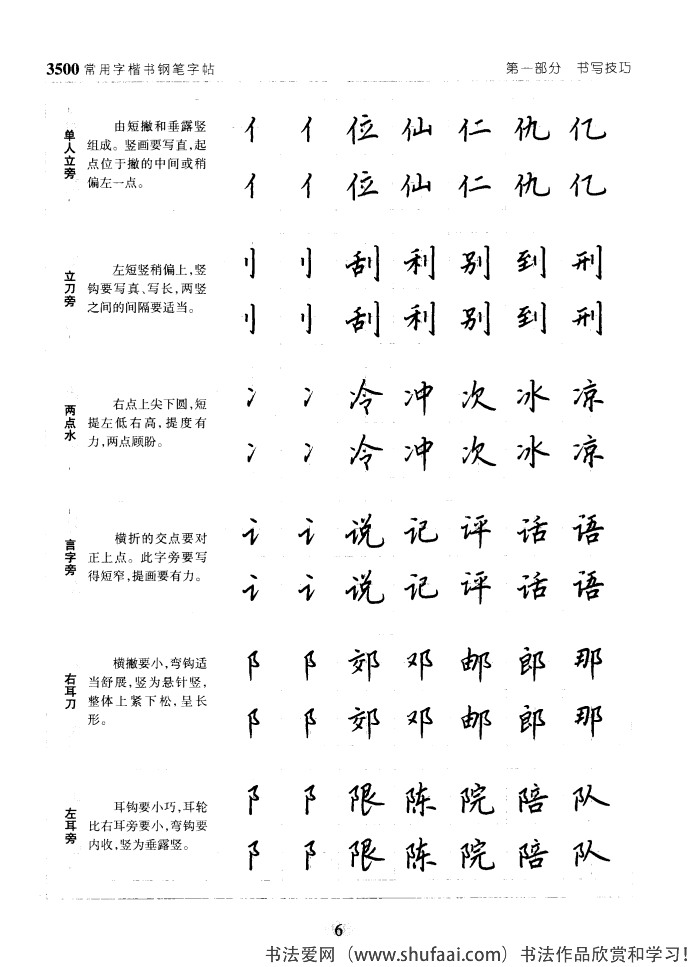 3500常用字楷书钢笔字帖
第一部分 书写技巧
单人立旁
由短撇和垂露竖
组成。竖画要写直,起
点位于撇的中间或稍
偏左一点。
亻 亻 位 仙 仁 仇 亿
亻 亻 位 仙 仁 仇 亿
立刀旁
左短竖稍偏上,竖
钩要写真、写长,两竖
之间的间隔要适当。
刂 刂 刮 利 别 到 刑
刂 刂 刮 利 别 到 刑
两点水
右点上尖下圆,短
提左低右高,提度有
力,两点顾盼。
冫 冫 冷 冲 次 冰 凉
冫 冫 冷 冲 次 冰 凉
言字旁
横折的交点要对
正上点。此字旁要写
得短窄,提画要有力。
讠 讠 说 记 评 话 语
讠 讠 说 记 评 话 语
右耳刀
横撇要小,弯钩适
当舒展,竖为悬针竖,
整体上紧下松,呈长
形。
阝 阝 郊 邓 邮 郎 那
阝 阝 郊 邓 邮 郎 那
左耳旁
耳钩要小巧,耳轮
比右耳旁要小,弯钩要
内收,竖为垂露竖。
阝 阝 限 陈 院 陪 队
阝 阝 限 陈 院 陪 队
6
书法爱网（www.shufaai.com）书法作品欣赏和学习！